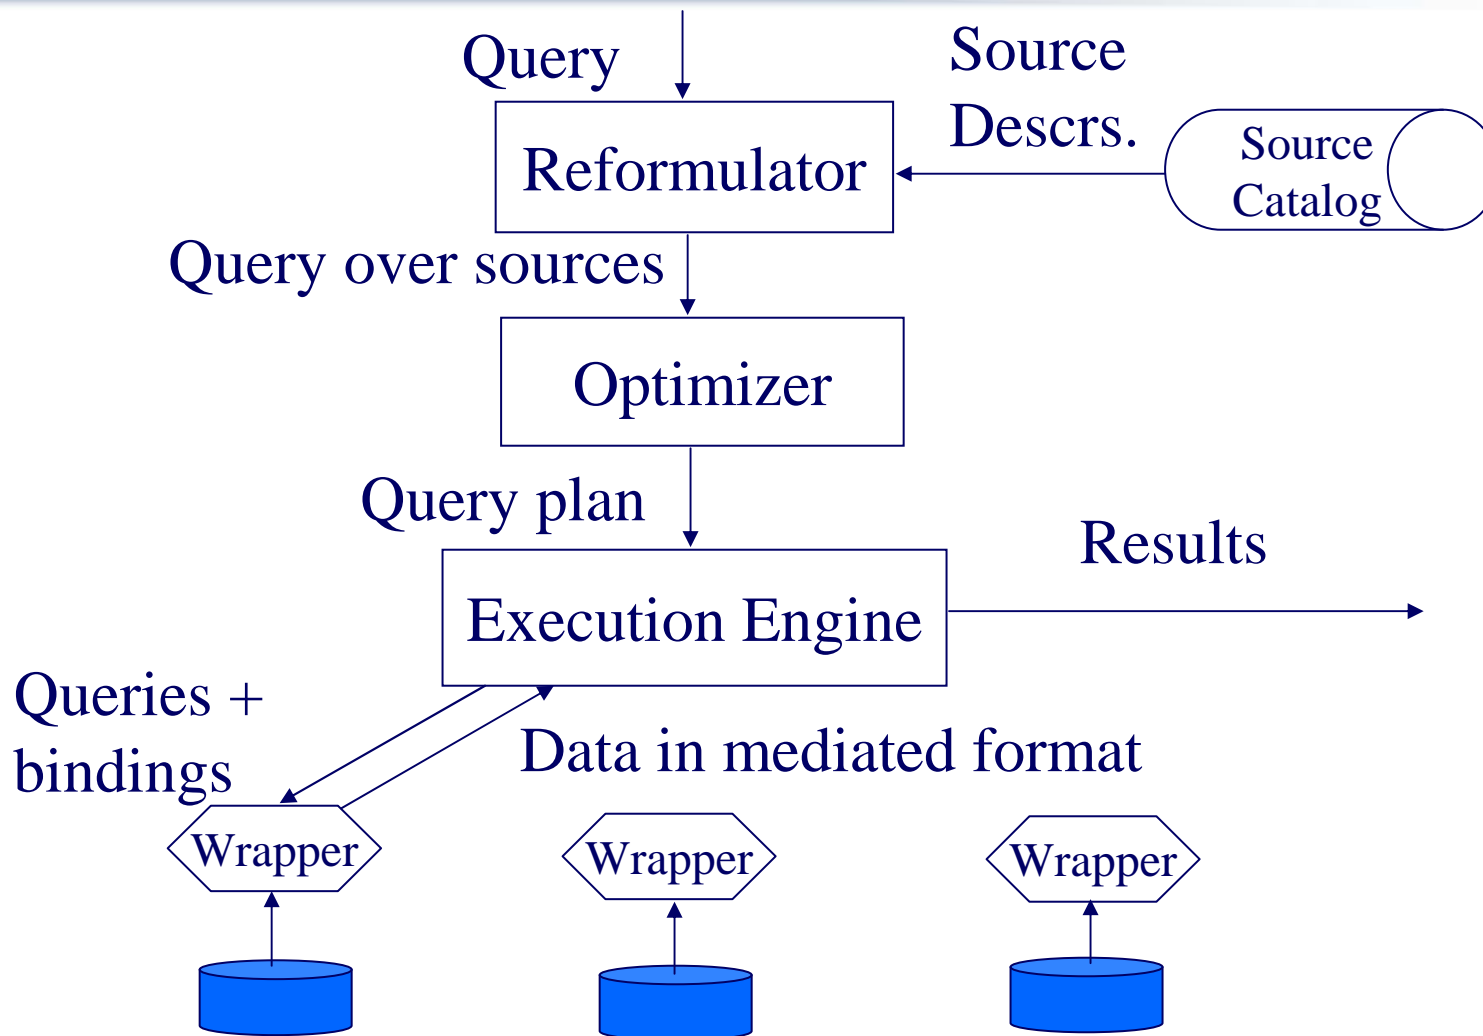 Query
Source
Descrs.
Source
Catalog
Reformulator
Query over sources
Optimizer
Query plan
Results
Execution Engine
Queries +
bindings
Data in mediated format
Wrapper
Wrapper
Wrapper